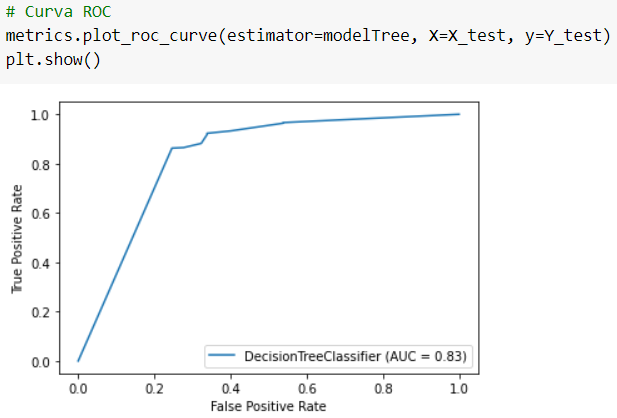 # Curva ROC
metrics.plot_roc_curve(estimator=modelTree, X=X_test, y=Y_test)
plt.show()
1.0
0.8
0.6
0.4
0.2
0.0
True Positive Rate
DecisionTreeClassifier (AUC = 0.83)
0.0 0.2 0.4 0.6 0.8 1.0
False Positive Rate